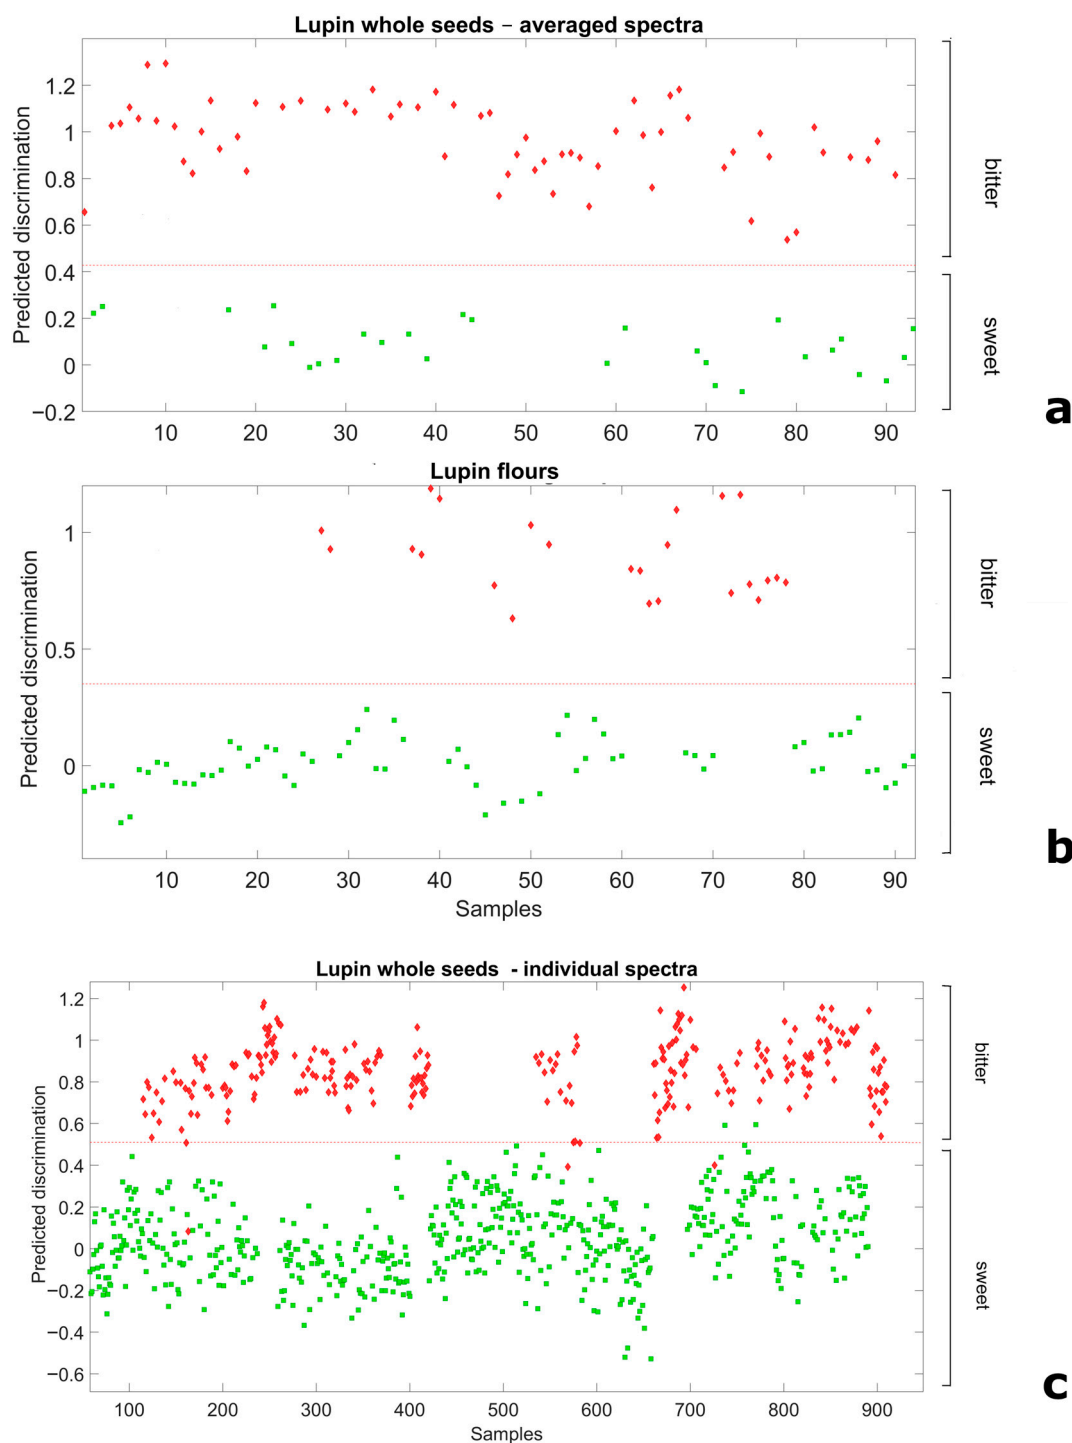 Lupin whole seeds – averaged spectra
1.2
1
0.8
0.6
0.4
0.2
0
−0.2
Predicted discrimination
10 20 30 40 50 60 70 80 90
bitter
sweet
a
Lupin flours
1
0.5
0
Predicted discrimination
10 20 30 40 50 60 70 80 90
Samples
bitter
sweet
b
Lupin whole seeds - individual spectra
1.2
1
0.8
0.6
0.4
0.2
0
−0.2
−0.4
−0.6
Predicted discrimination
100 200 300 400 500 600 700 800 900
Samples
bitter
sweet
c